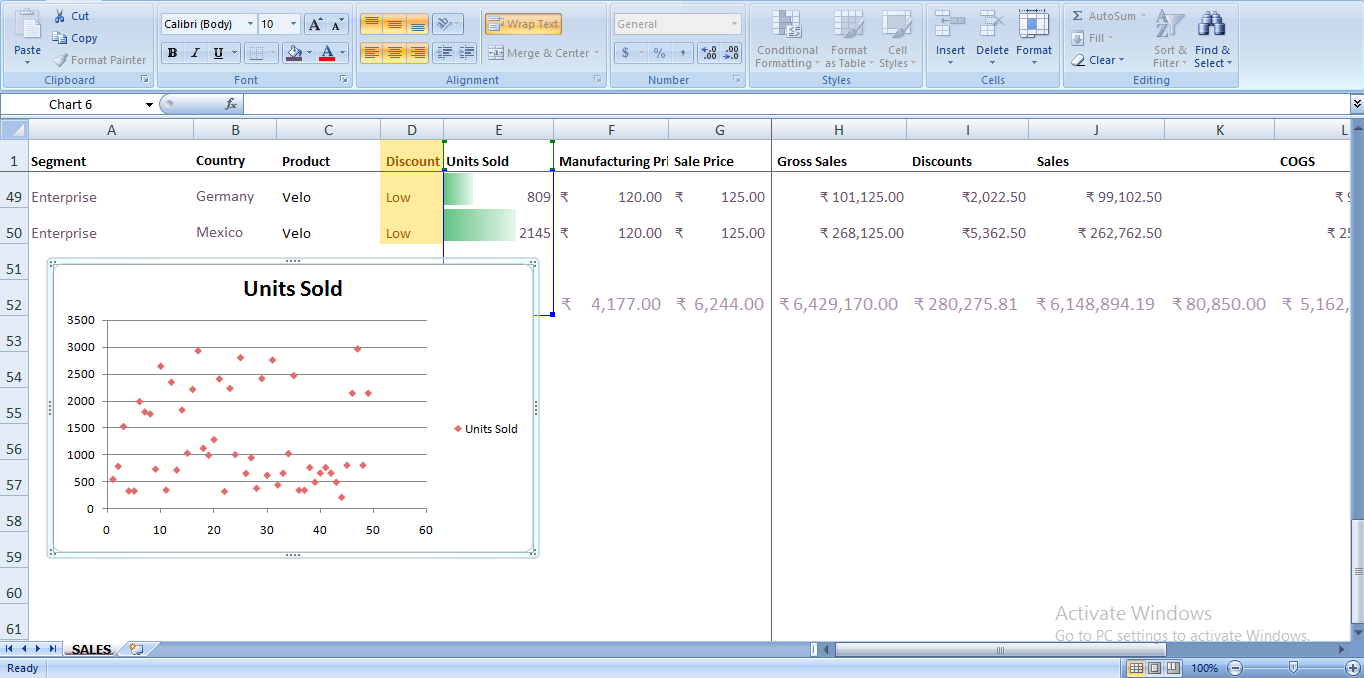 Cut
Calibri (Body) 10 A A Wrap Text General Σ AutoSum
Copy Fill
Paste Format Painter B I U A Merge & Center $ % , .0 .00 .00 .0 Conditional Formatting Format as Table Cell Styles Insert Delete Format Clear Sort & Filter Find & Select
Clipboard Font Alignment Number Styles Cells Editing
Chart 6 fx
A B C D E F G H I J K L
1 Segment Country Product Discount Units Sold Manufacturing Pri Sale Price Gross Sales Discounts Sales COGS
49 Enterprise Germany Velo Low 809 ₹ 120.00 ₹ 125.00 ₹ 101,125.00 ₹2,022.50 ₹ 99,102.50 ₹ 9
50 Enterprise Mexico Velo Low 2145 ₹ 120.00 ₹ 125.00 ₹ 268,125.00 ₹5,362.50 ₹ 262,762.50 ₹ 25
51
52 ₹ 4,177.00 ₹ 6,244.00 ₹ 6,429,170.00 ₹ 280,275.81 ₹ 6,148,894.19 ₹ 80,850.00 ₹ 5,162,
53
54
55
56
57
58
59
60
61
Units Sold
3500
3000
2500
2000
1500
1000
500
0
0 10 20 30 40 50 60
Units Sold
Activate Windows
Go to PC settings to activate Windows.
SALES
Ready 100%